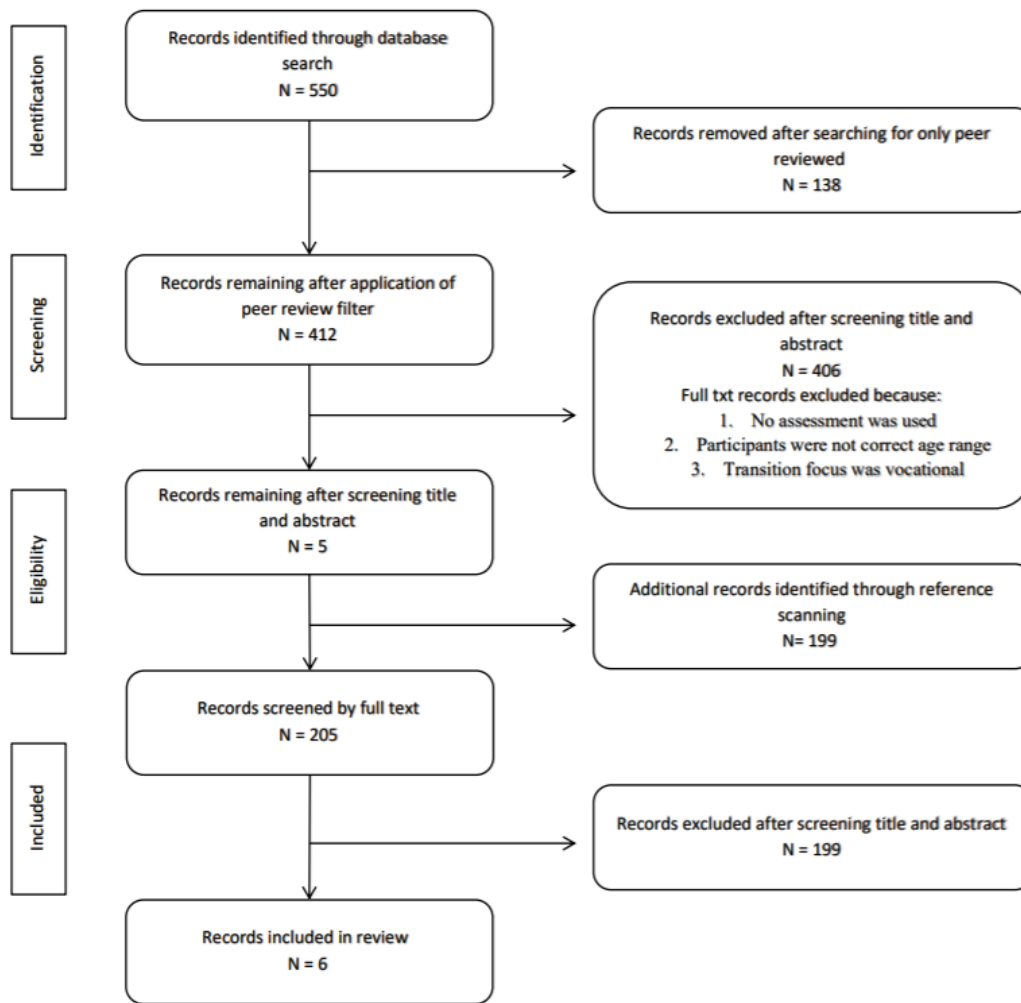 Identification
Records identified through database
search
N = 550
Records removed after searching for only peer
reviewed
N = 138
Screening
Records remaining after application of
peer review filter
N = 412
Records excluded after screening title and
abstract
N = 406
Full txt records excluded because:
1. No assessment was used
2. Participants were not correct age range
3. Transition focus was vocational
Eligibility
Records remaining after screening title
and abstract
N = 5
Additional records identified through reference
scanning
N= 199
Records screened by full text
N = 205
Included
Records excluded after screening title and abstract
N = 199
Records included in review
N = 6